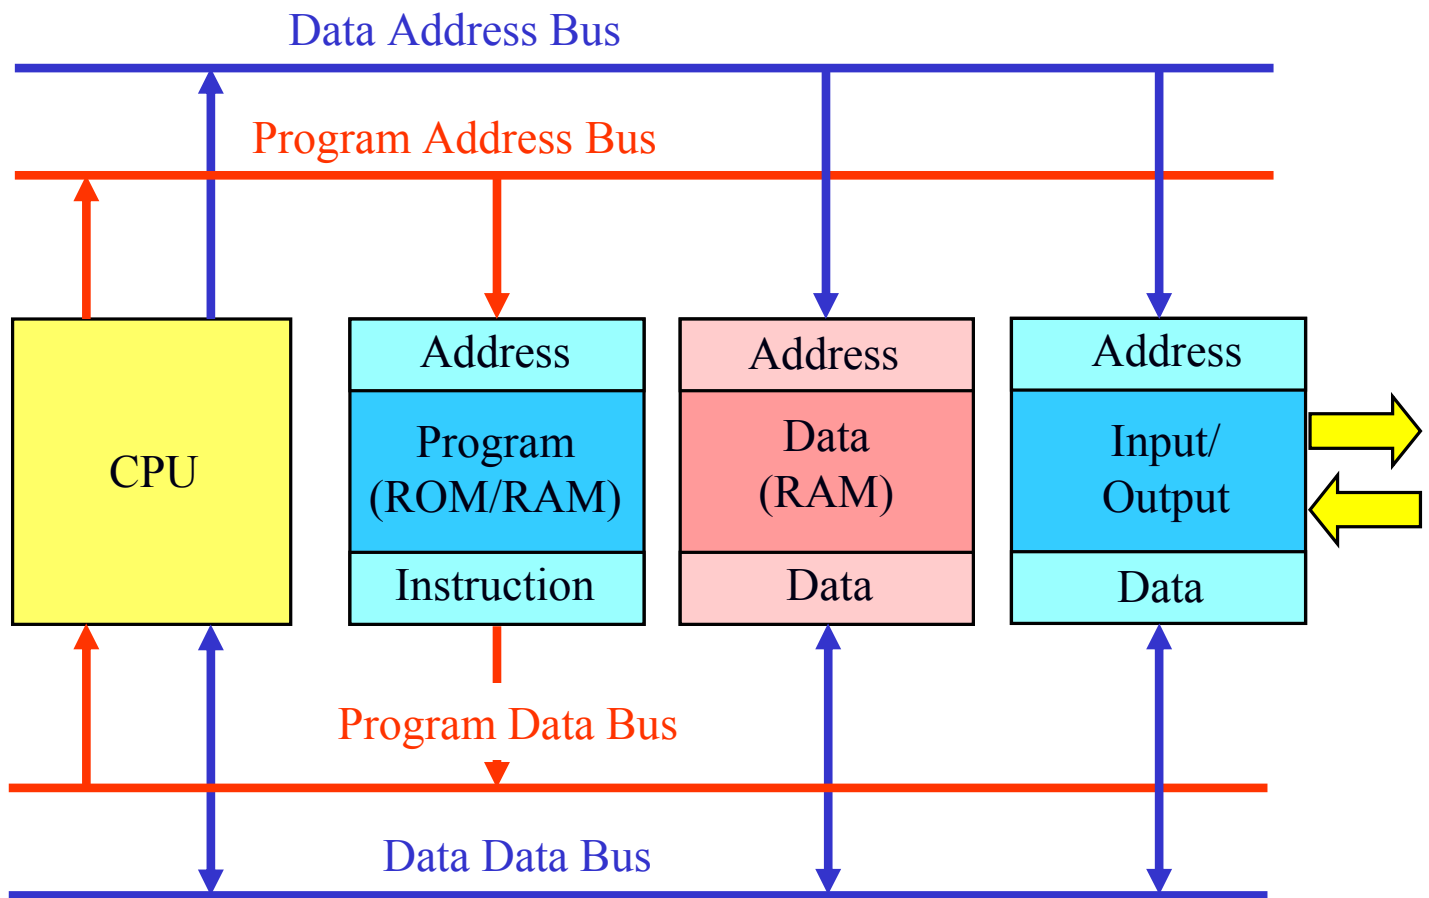 Data Address Bus
Program Address Bus
CPU
Address
Program
(ROM/RAM)
Instruction
Address
Data
(RAM)
Data
Address
Input/
Output
Data
Program Data Bus
Data Data Bus